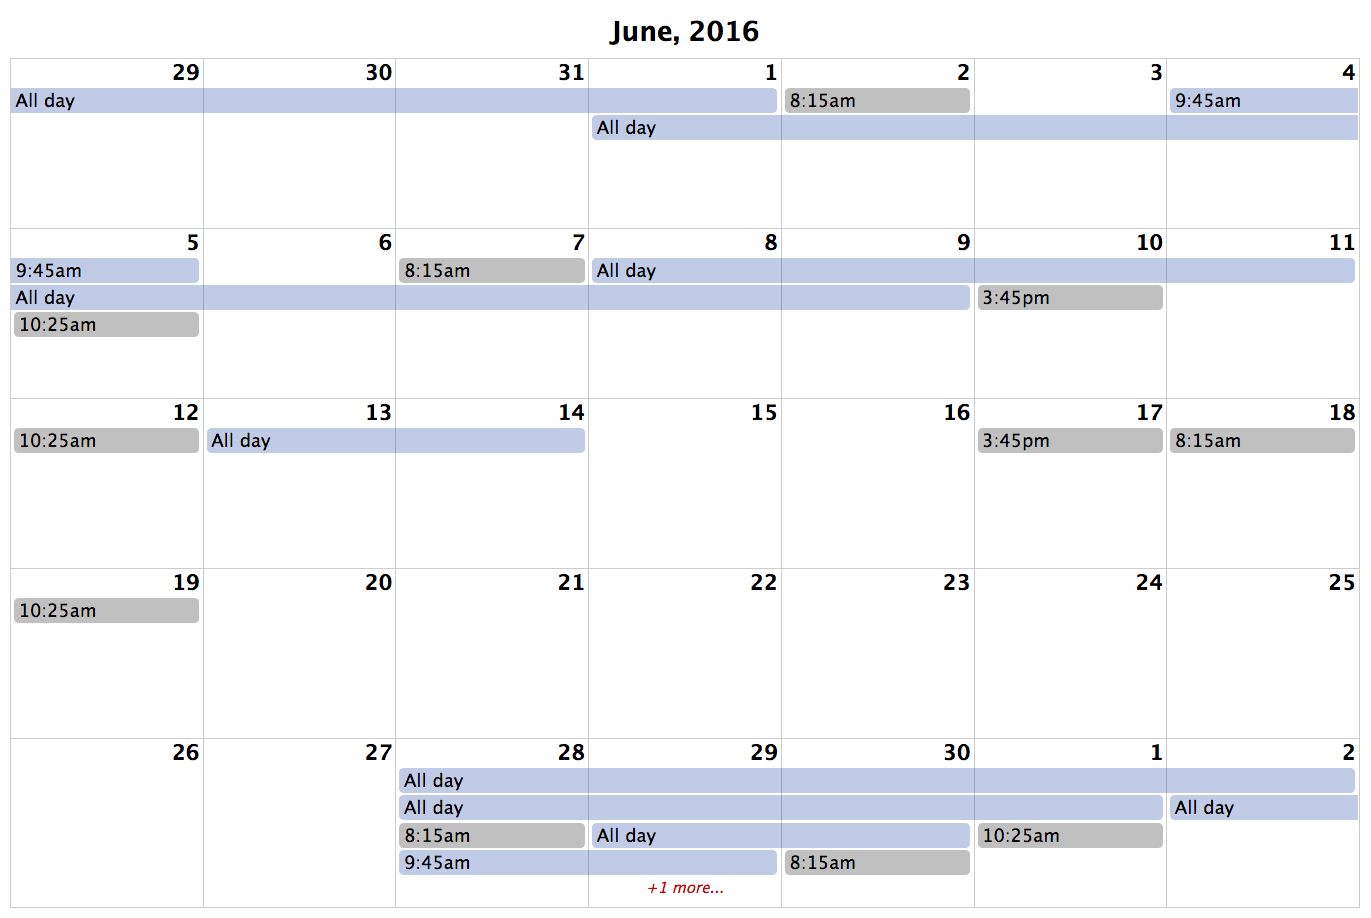 June, 2016
29 30 31 1 2 3 4
All day 8:15am 9:45am
All day
5 6 7 8 9 10 11
9:45am 8:15am All day
All day 3:45pm
10:25am
12 13 14 15 16 17 18
10:25am All day 3:45pm 8:15am
19 20 21 22 23 24 25
10:25am
26 27 28 29 30 1 2
All day
All day All day
8:15am All day 10:25am
9:45am 8:15am
+1 more...